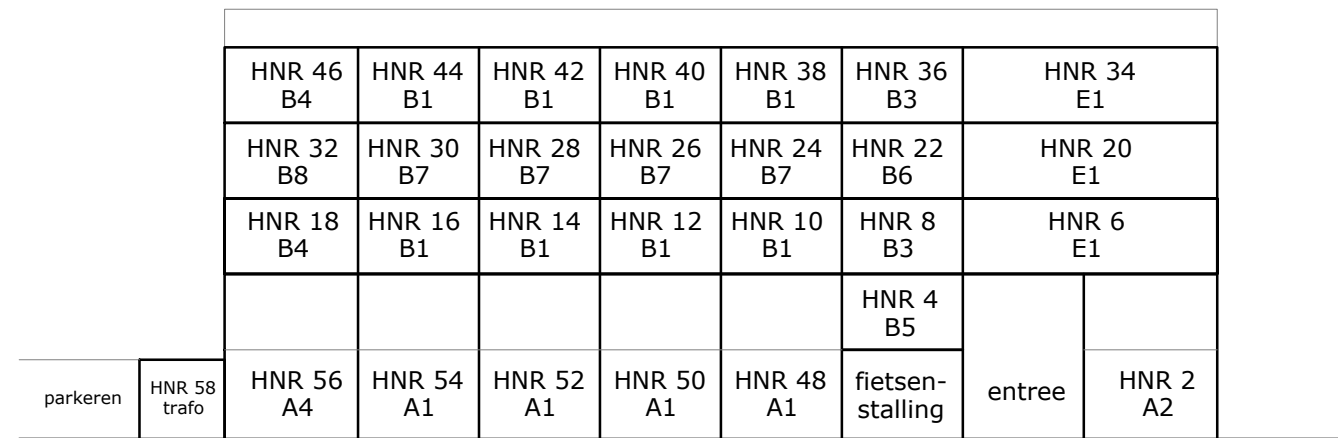 HNR 46
B4
HNR 44
B1
HNR 42
B1
HNR 40
B1
HNR 38
B1
HNR 36
B3
HNR 34
E1
HNR 32
B8
HNR 30
B7
HNR 28
B7
HNR 26
B7
HNR 24
B7
HNR 22
B6
HNR 20
E1
HNR 18
B4
HNR 16
B1
HNR 14
B1
HNR 12
B1
HNR 10
B1
HNR 8
B3
HNR 6
E1
HNR 4
B5
parkeren
HNR 58
trafo
HNR 56
A4
HNR 54
A1
HNR 52
A1
HNR 50
A1
HNR 48
A1
fietsen-
stalling
entree
HNR 2
A2